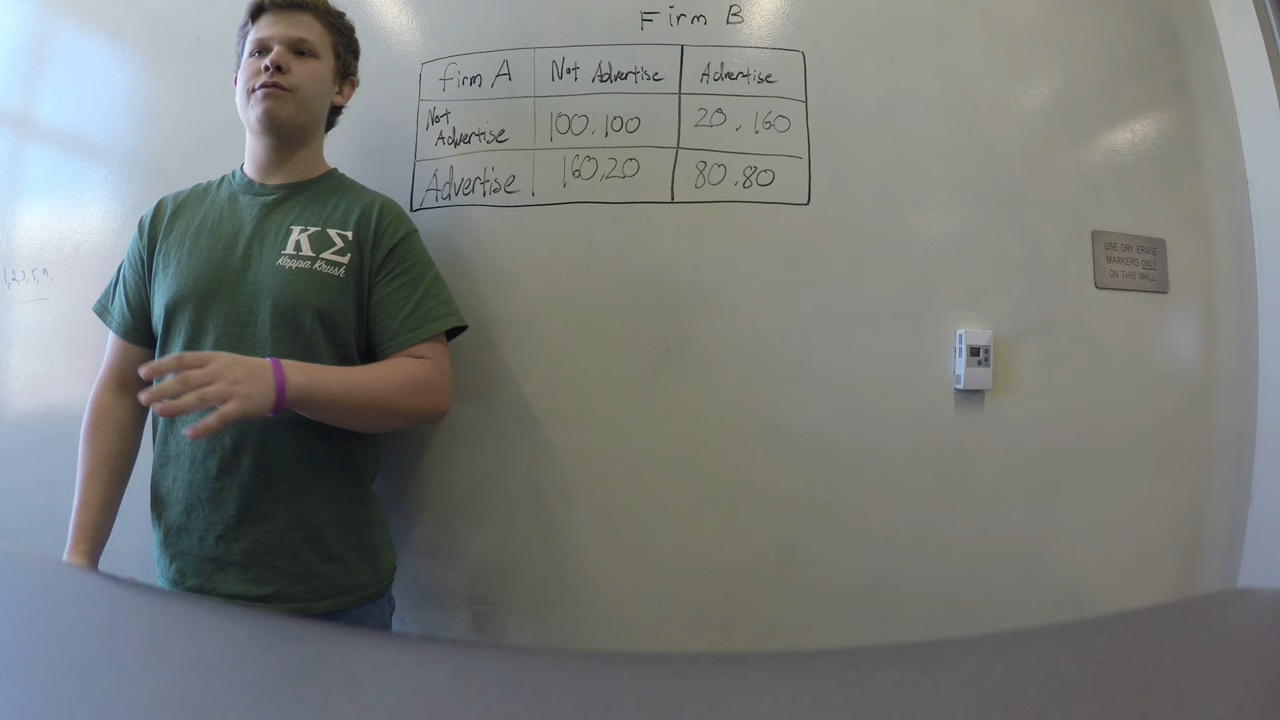 Firm B
firm A Not Advertise Advertise
Not Advertise 100,100 20,160
Advertise 160,20 80,80
ΚΣ
Kappa Krush
USE DRY ERASE
MARKERS ONLY
ON THIS WALL